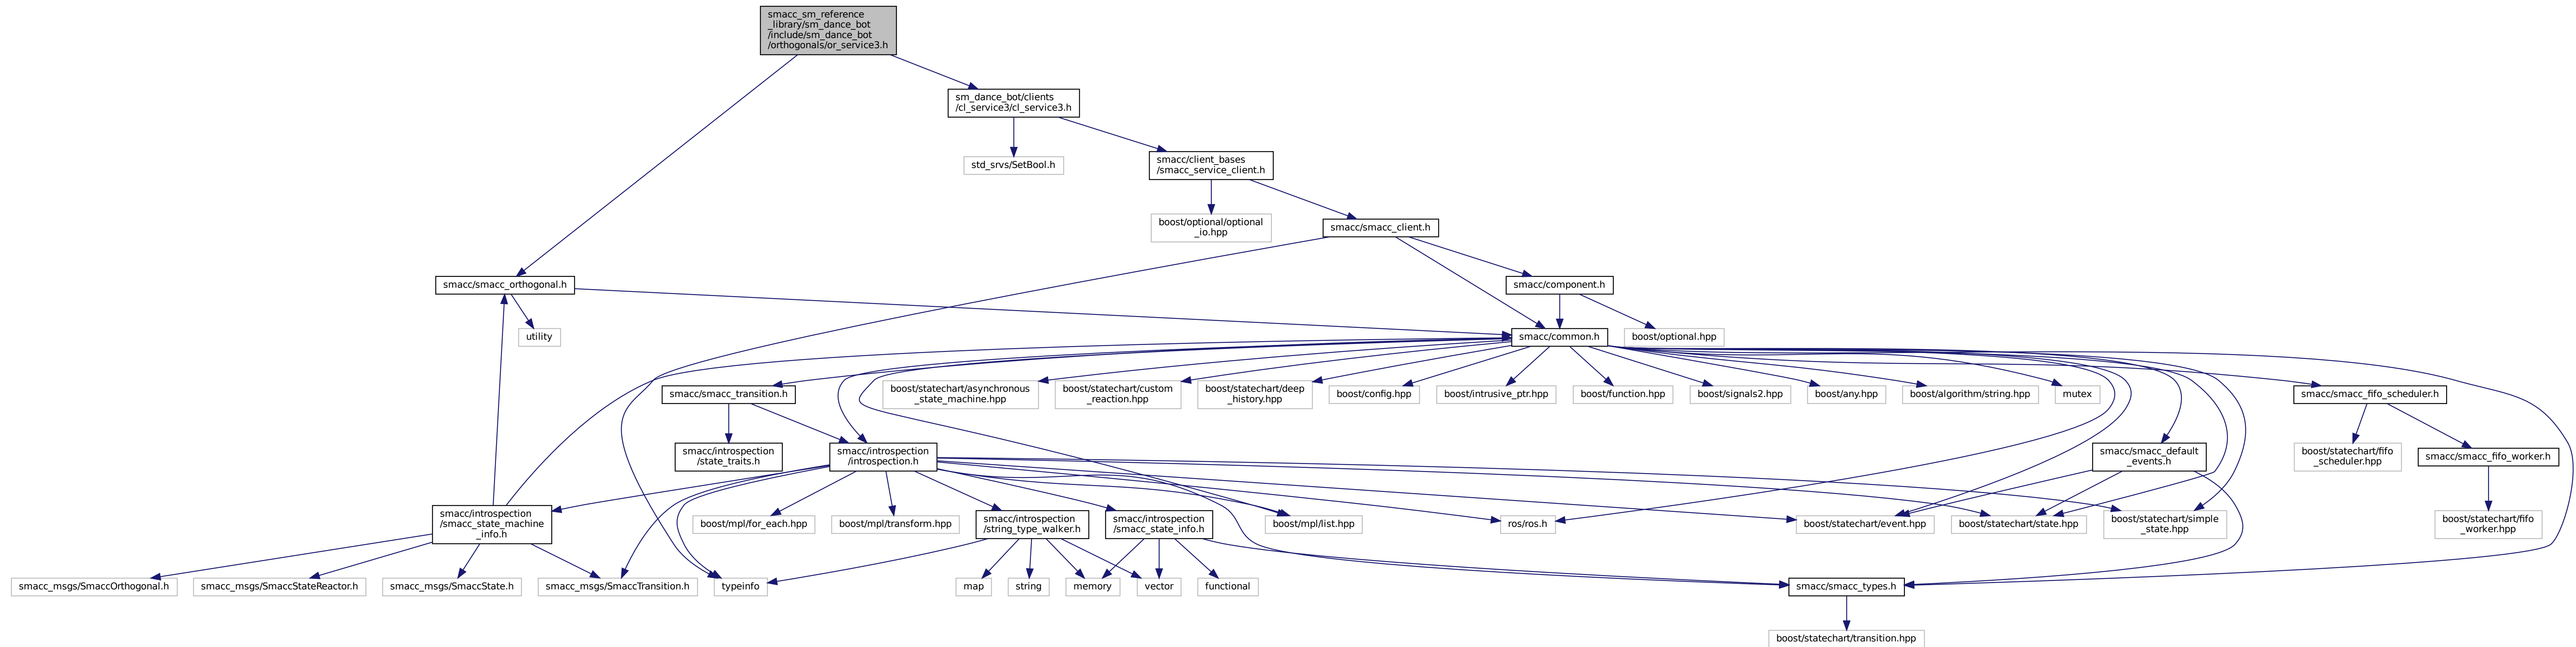 smacc_sm_reference
_library/sm_dance_bot
/include/sm_dance_bot
/orthogonals/or_service3.h
sm_dance_bot/clients
/cl_service3/cl_service3.h
std_srvs/SetBool.h
smacc/client_bases
/smacc_service_client.h
boost/optional/optional
_io.hpp
smacc/smacc_client.h
smacc/smacc_orthogonal.h
smacc/component.h
utility
smacc/common.h
boost/optional.hpp
smacc/smacc_transition.h
boost/statechart/asynchronous
_state_machine.hpp
boost/statechart/custom
_reaction.hpp
boost/statechart/deep
_history.hpp
boost/config.hpp
boost/intrusive_ptr.hpp
boost/function.hpp
boost/signals2.hpp
boost/any.hpp
boost/algorithm/string.hpp
mutex
smacc/smacc_fifo_scheduler.h
smacc/introspection
/state_traits.h
smacc/introspection
/introspection.h
smacc/smacc_default
_events.h
boost/statechart/fifo
_scheduler.hpp
smacc/smacc_fifo_worker.h
smacc/introspection
/smacc_state_machine
_info.h
boost/mpl/for_each.hpp
boost/mpl/transform.hpp
smacc/introspection
/string_type_walker.h
smacc/introspection
/smacc_state_info.h
boost/mpl/list.hpp
ros/ros.h
boost/statechart/event.hpp
boost/statechart/state.hpp
boost/statechart/simple
_state.hpp
boost/statechart/fifo
_worker.hpp
smacc_msgs/SmaccOrthogonal.h
smacc_msgs/SmaccStateReactor.h
smacc_msgs/SmaccState.h
smacc_msgs/SmaccTransition.h
typeinfo
map
string
memory
vector
functional
smacc/smacc_types.h
boost/statechart/transition.hpp